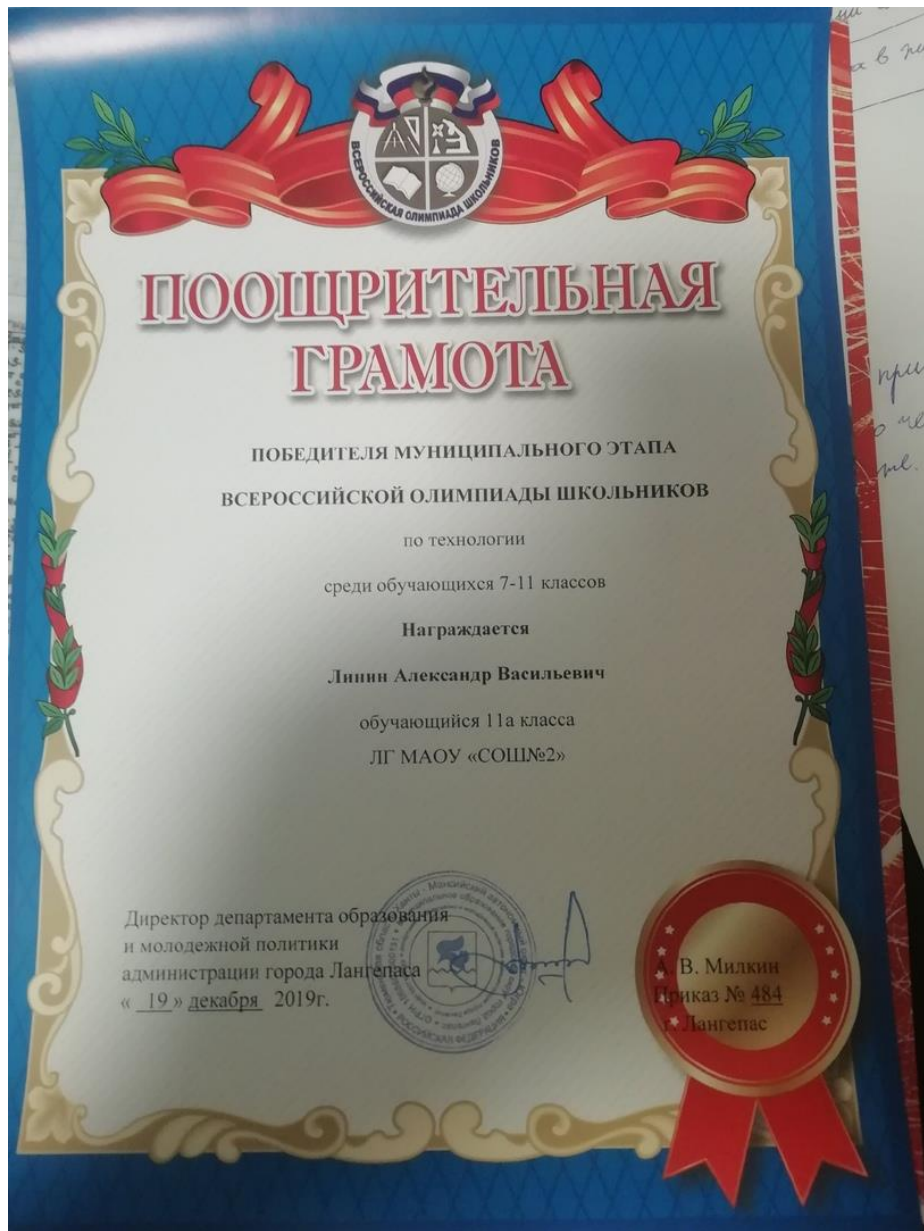 ВСЕРОССИЙСКАЯ ОЛИМПИАДА ШКОЛЬНИКОВ
ПООЩРИТЕЛЬНАЯ
ГРАМОТА
ПОБЕДИТЕЛЯ МУНИЦИПАЛЬНОГО ЭТАПА
ВСЕРОССИЙСКОЙ ОЛИМПИАДЫ ШКОЛЬНИКОВ
по технологии
среди обучающихся 7-11 классов
Награждается
Линин Александр Васильевич
обучающийся 11а класса
ЛГ МАОУ «СОШ№2»
Директор департамента образования
и молодежной политики
администрации города Лангепаса
« 19 » декабря 2019г.
В. Милкин
Приказ № 484
г. Лангепас
РОССИЙСКАЯ ФЕДЕРАЦИЯ